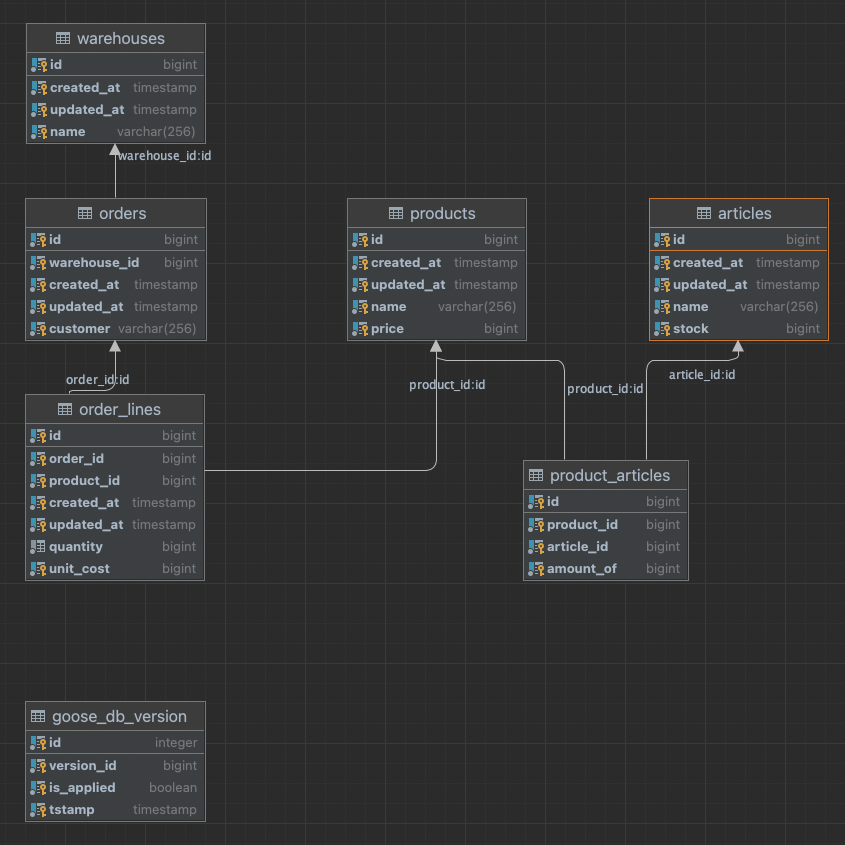 warehouses
id bigint
created_at timestamp
updated_at timestamp
name varchar(256)
warehouse_id:id
orders
id bigint
warehouse_id bigint
created_at timestamp
updated_at timestamp
customer varchar(256)
products
id bigint
created_at timestamp
updated_at timestamp
name varchar(256)
price bigint
articles
id bigint
created_at timestamp
updated_at timestamp
name varchar(256)
stock bigint
order_id:id
product_id:id
product_id:id
article_id:id
order_lines
id bigint
order_id bigint
product_id bigint
created_at timestamp
updated_at timestamp
quantity bigint
unit_cost bigint
product_articles
id bigint
product_id bigint
article_id bigint
amount_of bigint
goose_db_version
id integer
version_id bigint
is_applied boolean
tstamp timestamp